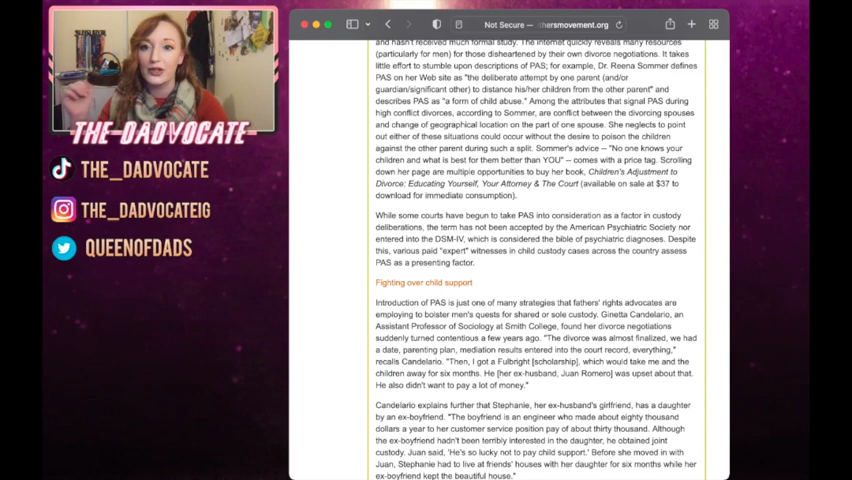 THE DADVOCATE
THE__DADVOCATE
THE_DADVOCATEIG
QUEENOFDADS
Not Secure — thersmovement.org
and hasn't received much formal study. The internet quickly reveals many resources
(particularly for men) for those disheartened by their own divorce negotiations. It takes
little effort to stumble upon descriptions of PAS; for example, Dr. Reena Sommer defines
PAS on her Web site as "the deliberate attempt by one parent (and/or
guardian/significant other) to distance his/her children from the other parent" and
describes PAS as "a form of child abuse." Among the attributes that signal PAS during
high conflict divorces, according to Sommer, are conflict between the divorcing spouses
and change of geographical location on the part of one spouse. She neglects to point
out either of these situations could occur without the desire to poison the children
against the other parent during such a split. Sommer's advice -- "No one knows your
children and what is best for them better than YOU" -- comes with a price tag. Scrolling
down her page are multiple opportunities to buy her book, Children's Adjustment to
Divorce: Educating Yourself, Your Attorney & The Court (available on sale at $37 to
download for immediate consumption).
While some courts have begun to take PAS into consideration as a factor in custody
deliberations, the term has not been accepted by the American Psychiatric Society nor
entered into the DSM-IV, which is considered the bible of psychiatric diagnoses. Despite
this, various paid "expert" witnesses in child custody cases across the country assess
PAS as a presenting factor.
Fighting over child support
Introduction of PAS is just one of many strategies that fathers' rights advocates are
employing to bolster men's quests for shared or sole custody. Ginetta Candelario, an
Assistant Professor of Sociology at Smith College, found her divorce negotiations
suddenly turned contentious a few years ago. "The divorce was almost finalized, we had
a date, parenting plan, mediation results entered into the court record, everything,"
recalls Candelario. "Then, I got a Fulbright [scholarship], which would take me and the
children away for six months. He [her ex-husband, Juan Romero] was upset about that.
He also didn't want to pay a lot of money."
Candelario explains further that Stephanie, her ex-husband's girlfriend, has a daughter
by an ex-boyfriend. "The boyfriend is an engineer who made about eighty thousand
dollars a year to her customer service position pay of about thirty thousand. Although
the ex-boyfriend hadn't been terribly interested in the daughter, he obtained joint
custody. Juan said, 'He's so lucky not to pay child support.' Before she moved in with
Juan, Stephanie had to live at friends' houses with her daughter for six months while her
ex-boyfriend kept the beautiful house."